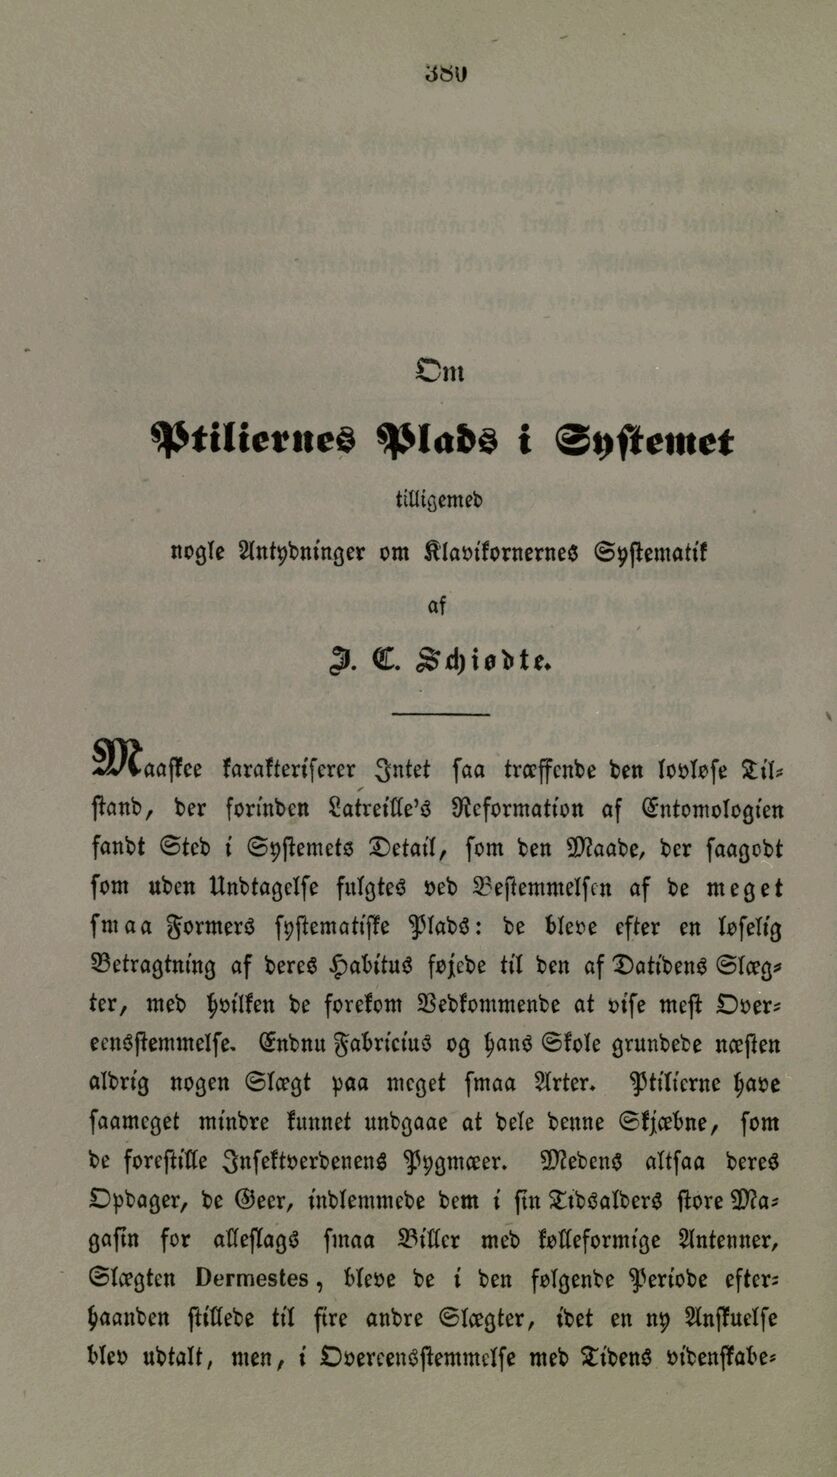 380
Om
Ptiliernes Plads i Systemet
tilligemed
nogle Antydninger om Klavikornernes Systematik
af
J. C. Schiødte.
Maaskee karakteriserer Intet saa træffende den lovløse Til-
stand, der forinden Latreille's Reformation af Entomologien
fandt Sted i Systemets Detail, som den Maade, der saagodt
som uden Undtagelse fulgtes ved Bestemmelsen af de meget
smaa Formers systematiske Plads: de bleve efter en løselig
Betragtning af deres Habitus føjede til den af Datidens Slæg-
ter, med hvilken de forekom Vedkommende at vise mest Over-
eensstemmelse. Endnu Fabricius og hans Skole grundede næsten
aldrig nogen Slægt paa meget smaa Arter. Ptilierne have
saameget mindre kunnet undgaae at dele denne Skjæbne, som
de forestille Insektverdenens Pygmæer. Medens altsaa deres
Opdager, de Geer, indlemmede dem i sin Tidsalders store Ma-
gasin for alleslags smaa Biller med kølleformige Antenner,
Slægten Dermestes, bleve de i den følgende Periode efter-
haanden stillede til fire andre Slægter, idet en ny Anskuelse
blev udtalt, men, i Overeensstemmelse med Tidens videnskabe-